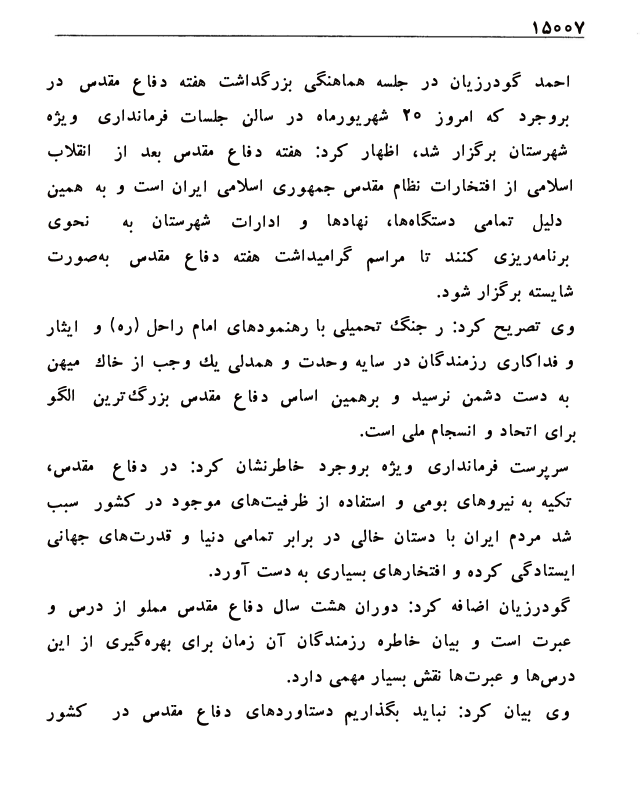 ۱۵۰۰۷
احمد گودرزیان در جلسه هماهنگی بزرگداشت هفته دفاع مقدس در
بروجرد که امروز ۲۰ شهریورماه در سالن جلسات فرمانداری ویژه
شهرستان برگزار شد، اظهار کرد: هفته دفاع مقدس بعد از انقلاب
اسلامی از افتخارات نظام مقدس جمهوری اسلامی ایران است و به همین
دلیل تمامی دستگاه‌ها، نهادها و ادارات شهرستان به نحوی
برنامه‌ریزی کنند تا مراسم گرامیداشت هفته دفاع مقدس به‌صورت
شایسته برگزار شود.
وی تصریح کرد: ر جنگ تحمیلی با رهنمودهای امام راحل (ره) و ایثار
و فداکاری رزمندگان در سایه وحدت و همدلی یك وجب از خاك میهن
به دست دشمن نرسید و برهمین اساس دفاع مقدس بزرگ‌ترین الگو
برای اتحاد و انسجام ملی است.
سرپرست فرمانداری ویژه بروجرد خاطرنشان کرد: در دفاع مقدس،
تکیه به نیروهای بومی و استفاده از ظرفیت‌های موجود در کشور سبب
شد مردم ایران با دستان خالی در برابر تمامی دنیا و قدرت‌های جهانی
ایستادگی کرده و افتخارهای بسیاری به دست آورد.
گودرزیان اضافه کرد: دوران هشت سال دفاع مقدس مملو از درس و
عبرت است و بیان خاطره رزمندگان آن زمان برای بهره‌گیری از این
درس‌ها و عبرت‌ها نقش بسیار مهمی دارد.
وی بیان کرد: نباید بگذاریم دستاوردهای دفاع مقدس در کشور